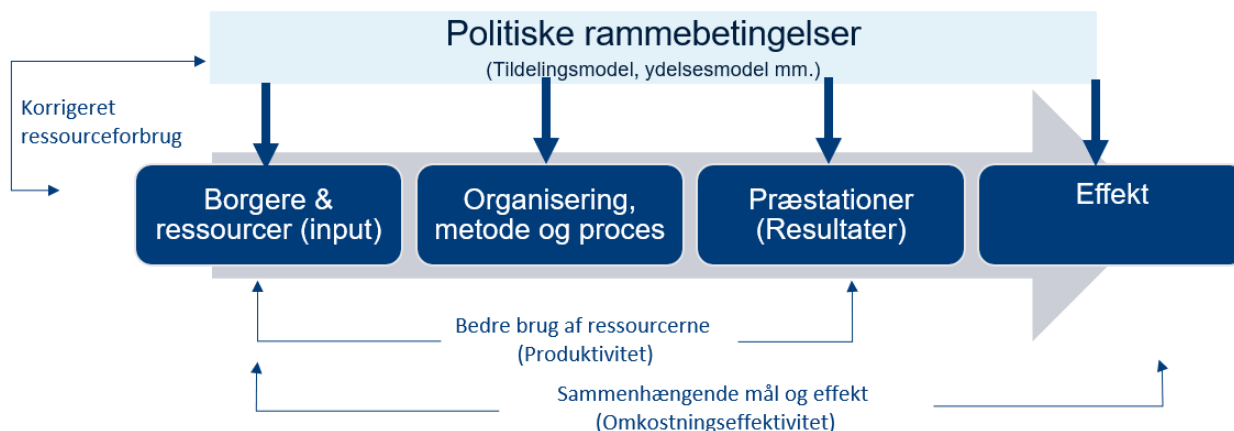 Politiske rammebetingelser
(Tildelingsmodel, ydelsesmodel mm.)
Korrigeret
ressourceforbrug
Borgere &
ressourcer (input)
Organisering,
metode og proces
Præstationer
(Resultater)
Effekt
Bedre brug af ressourcerne
(Produktivitet)
Sammenhængende mål og effekt
(Omkostningseffektivitet)